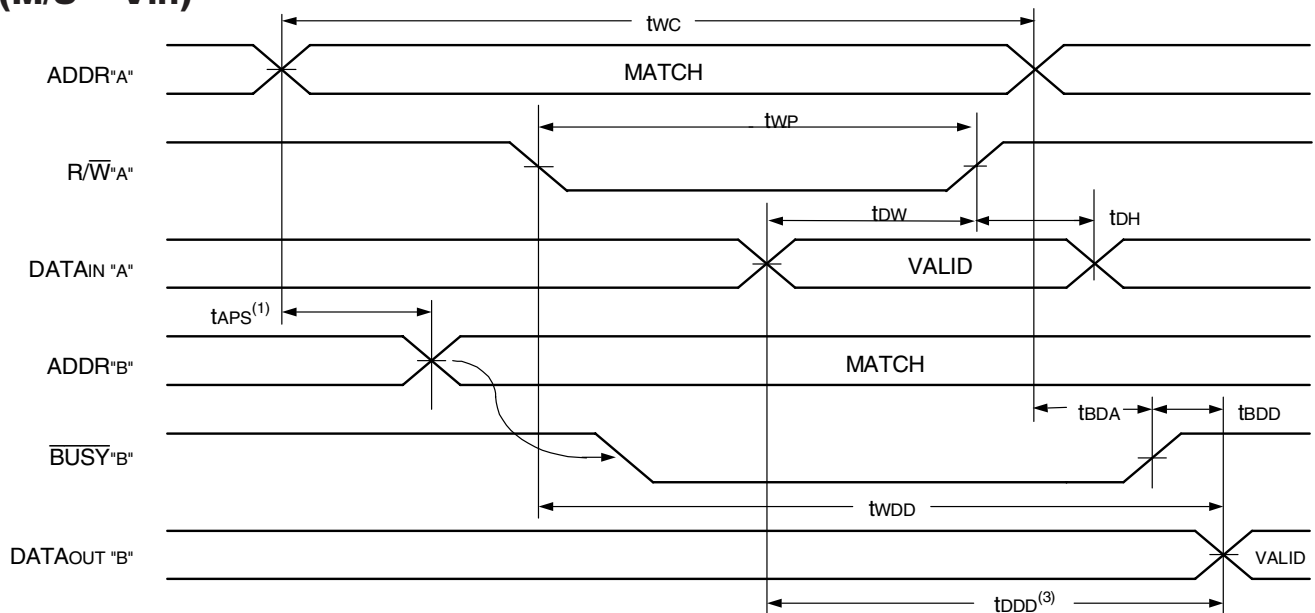 twc
ADDR"A"
MATCH
twp
R/W"A"
tDW
tDH
DATAIN "A"
VALID
tAPS(1)
ADDR"B"
MATCH
tBDA
tBDD
BUSY"B"
tWDD
DATAOUT "B"
VALID
tDDD(3)